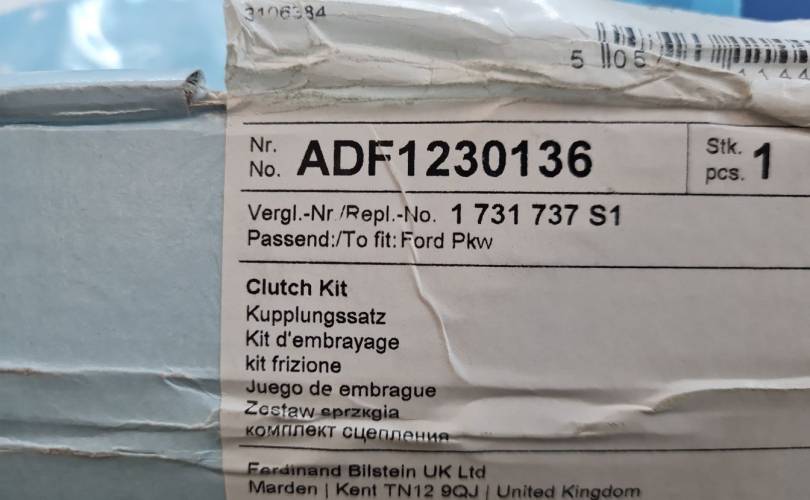 3106384
5 05
Nr.
No. ADF1230136
Stk.
pcs. 1
Vergl.-Nr./Repl.-No. 1 731 737 S1
Passend:/To fit: Ford Pkw
Clutch Kit
Kupplungssatz
Kit d'embrayage
kit frizione
Juego de embrague
Zestaw sprzkgia
комплект сцепления
Ferdinand Bilstein UK Ltd
Marden | Kent TN12 9QJ | United Kingdom